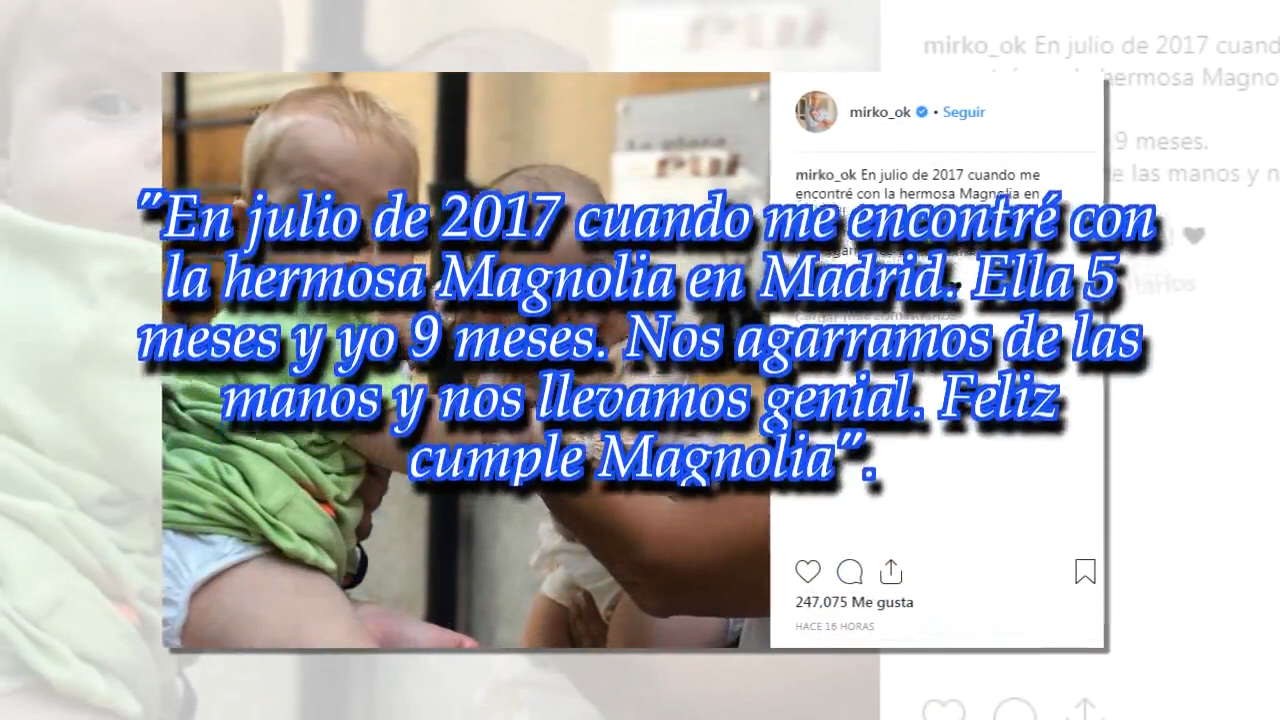 mirko_ok En julio de 2017 cuand
hermosa Magno
9 meses.
e las manos y n
mirko_ok • Seguir
mirko_ok En julio de 2017 cuando me
encontré con la hermosa Magnolia en
"En julio de 2017 cuando me encontré con
la hermosa Magnolia en Madrid. Ella 5
meses y yo 9 meses. Nos agarramos de las
manos y nos llevamos genial. Feliz
cumple Magnolia".
247,075 Me gusta
HACE 16 HORAS